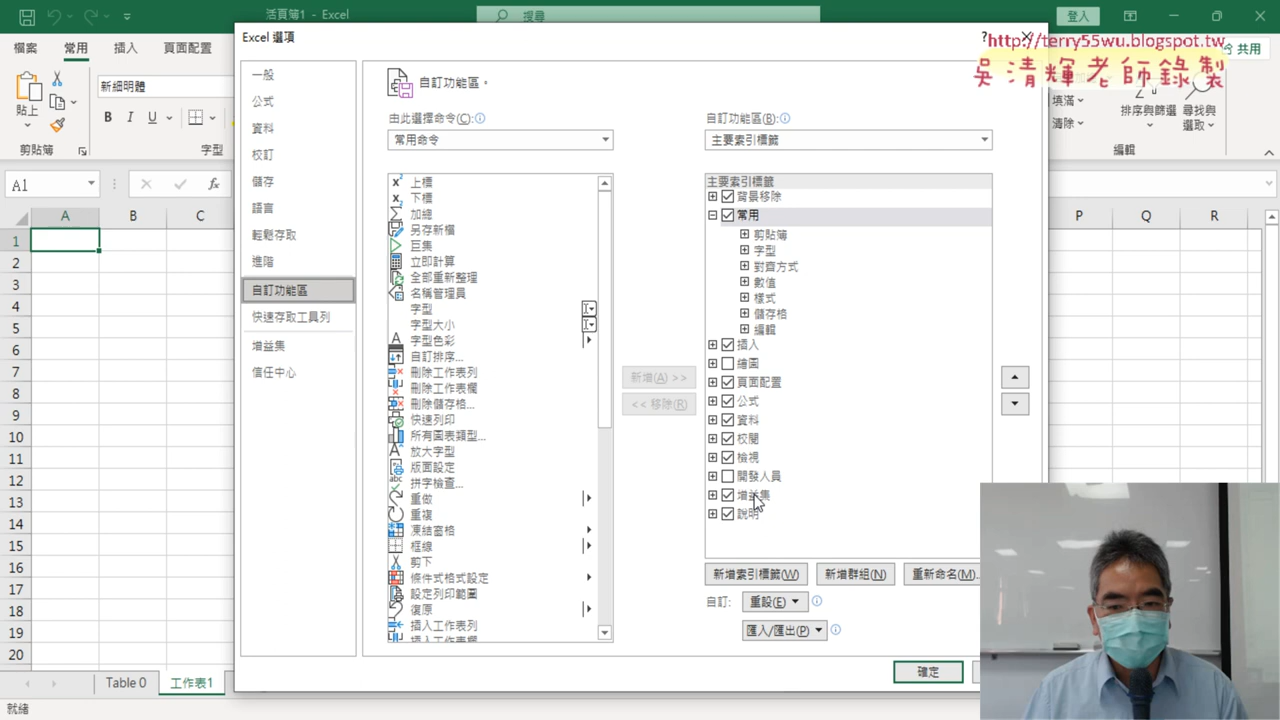 活頁簿1 - Excel
搜尋
登入
檔案
常用
插入
頁面配置
共用
http://terry55wu.blogspot.tw
吳清輝老師錄製
貼上
剪貼簿
新細明體
B I U
字型
填滿
清除
排序與篩選
尋找與
選取
編輯
A1
fx
A B C P Q R
1
2
3
4
5
6
7
8
9
10
11
12
13
14
15
16
17
18
19
20
Table 0
工作表1
就緒
Excel 選項
?
一般
公式
資料
校訂
儲存
語言
輕鬆存取
進階
自訂功能區
快速存取工具列
增益集
信任中心
自訂功能區。
由此選擇命令(C):
常用命令
上標
下標
加總
另存新檔
巨集
立即計算
全部重新整理
名稱管理員
字型
字型大小
字型色彩
自訂排序...
刪除工作表列
刪除工作表欄
刪除儲存格...
快速列印
所有圖表類型...
放大字型
版面設定
拼字檢查...
重做
重複
凍結窗格
框線
剪下
條件式格式設定
設定列印範圍
復原
插入工作表列
插入工作表欄
新增(A) >>
<< 移除(R)
自訂功能區(B):
主要索引標籤
主要索引標籤
背景移除
常用
剪貼簿
字型
對齊方式
數值
樣式
儲存格
編輯
插入
繪圖
頁面配置
公式
資料
校閱
檢視
開發人員
增益集
說明
新增索引標籤(W)
新增群組(N)
重新命名(M)...
自訂:
重設(E)
匯入/匯出(P)
確定